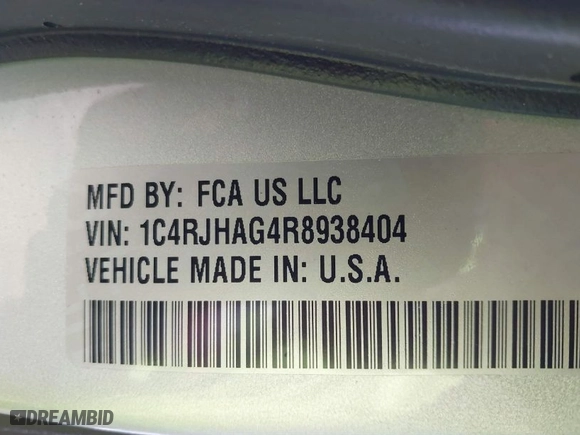 MFD BY: FCA US LLC
VIN: 1C4RJHAG4R8938404
VEHICLE MADE IN: U.S.A.
DREAMBID